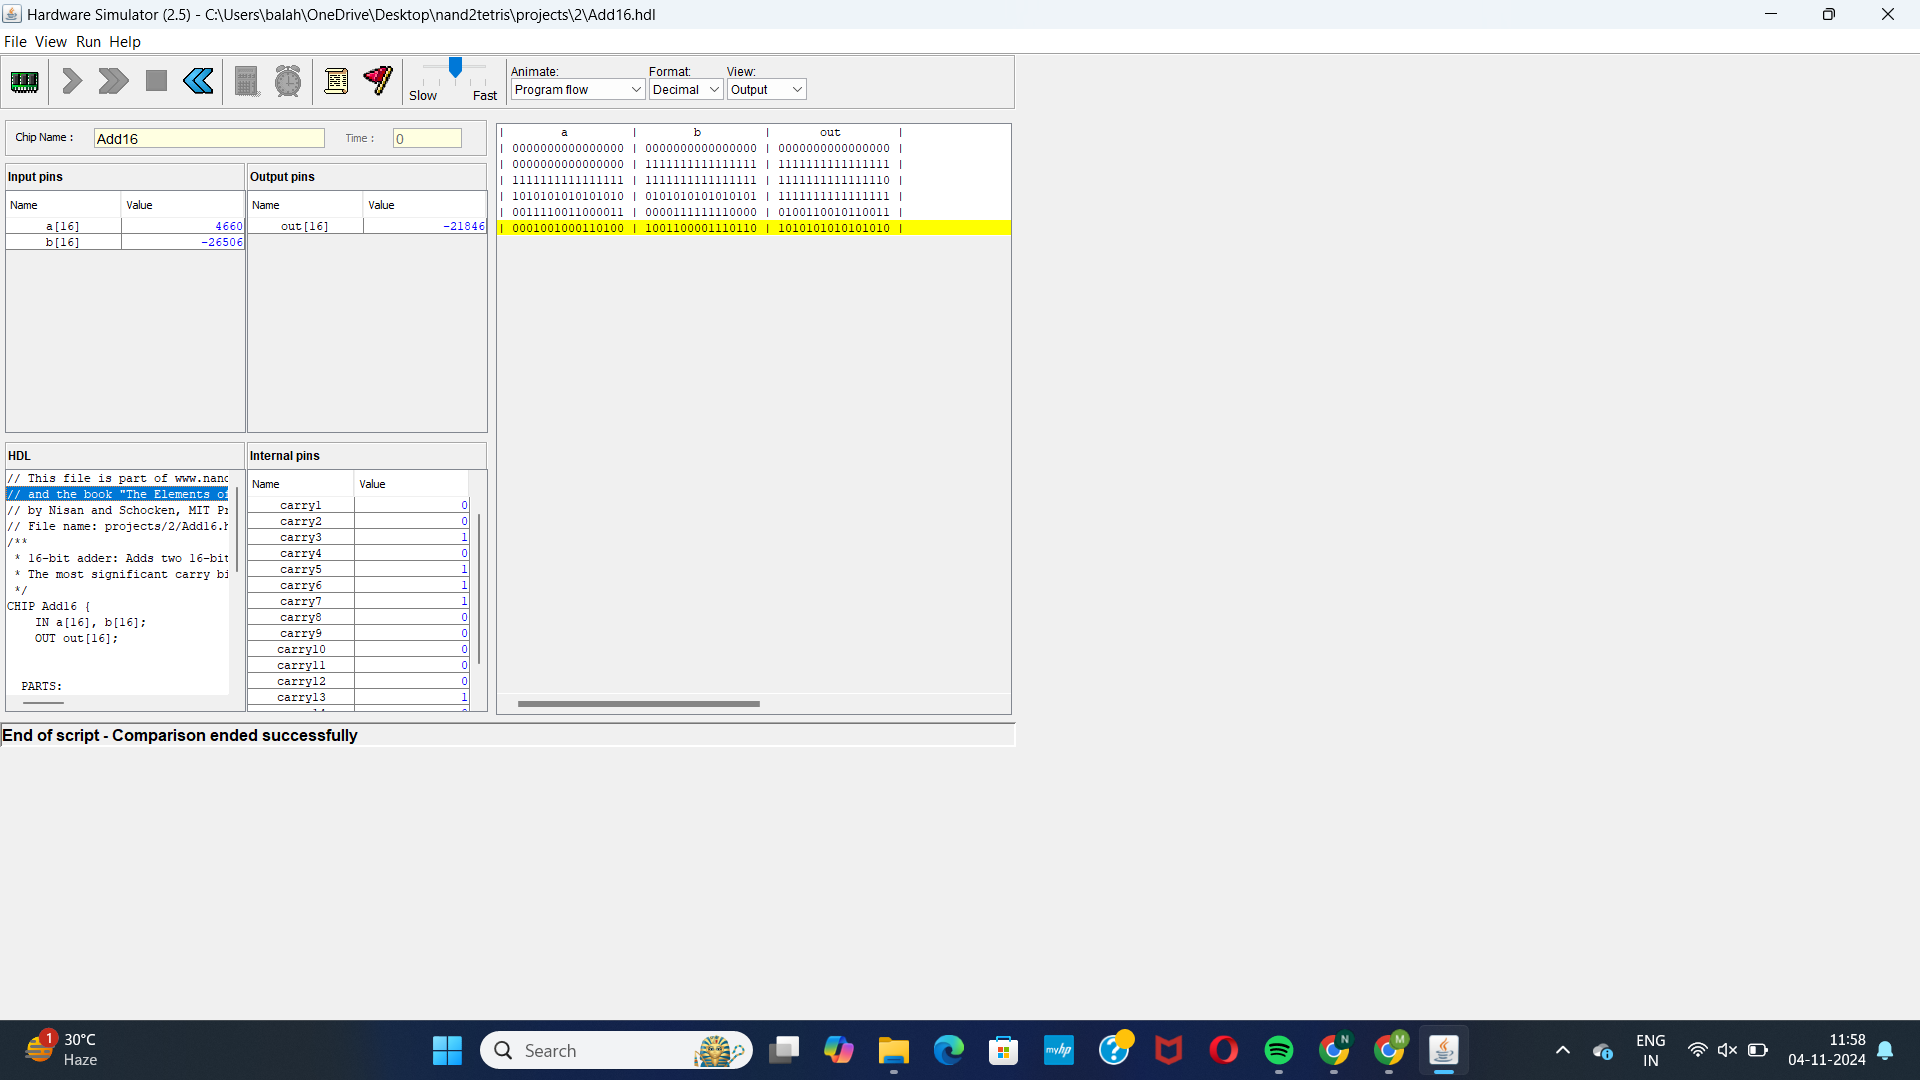 Hardware Simulator (2.5) - C:\Users\balah\OneDrive\Desktop\nand2tetris\projects\2\Add16.hdl
File View Run Help
Slow Fast
Animate: Format: View:
Program flow Decimal Output
Chip Name : Add16 Time : 0
Input pins Output pins
Name Value Name Value
a[16] 4660 out[16] -21846
b[16] -26506
| a | b | out |
| 0000000000000000 | 0000000000000000 | 0000000000000000 |
| 0000000000000000 | 1111111111111111 | 1111111111111111 |
| 1111111111111111 | 1111111111111111 | 1111111111111110 |
| 1010101010101010 | 0101010101010101 | 1111111111111111 |
| 0011110011000011 | 0000111111110000 | 0100110010110011 |
| 0001001000110100 | 1001100001110110 | 1010101010101010 |
HDL
// This file is part of www.nand
// and the book "The Elements of
// by Nisan and Schocken, MIT Pr
// File name: projects/2/Add16.h
/**
* 16-bit adder: Adds two 16-bit
* The most significant carry bi
*/
CHIP Add16 {
IN a[16], b[16];
OUT out[16];
PARTS:
Internal pins
Name Value
carry1 0
carry2 0
carry3 1
carry4 0
carry5 1
carry6 1
carry7 1
carry8 0
carry9 0
carry10 0
carry11 0
carry12 0
carry13 1
End of script - Comparison ended successfully
1
30°C
Haze
Search
myhp
N
M
ENG
IN
11:58
04-11-2024